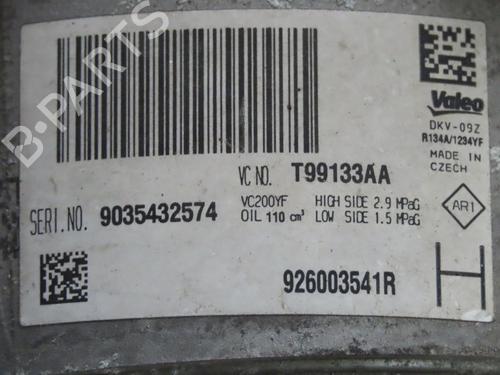 B-PARTS
Valeo
DKV-09Z
R134A/1234YF
MADE IN
CZECH
VC NO. T99133AA
SERI.NO. 9035432574
VC200YF HIGH SIDE 2.9 MPaG
OIL 110 cm³ LOW SIDE 1.5 MPaG
AR1
926003541R
H